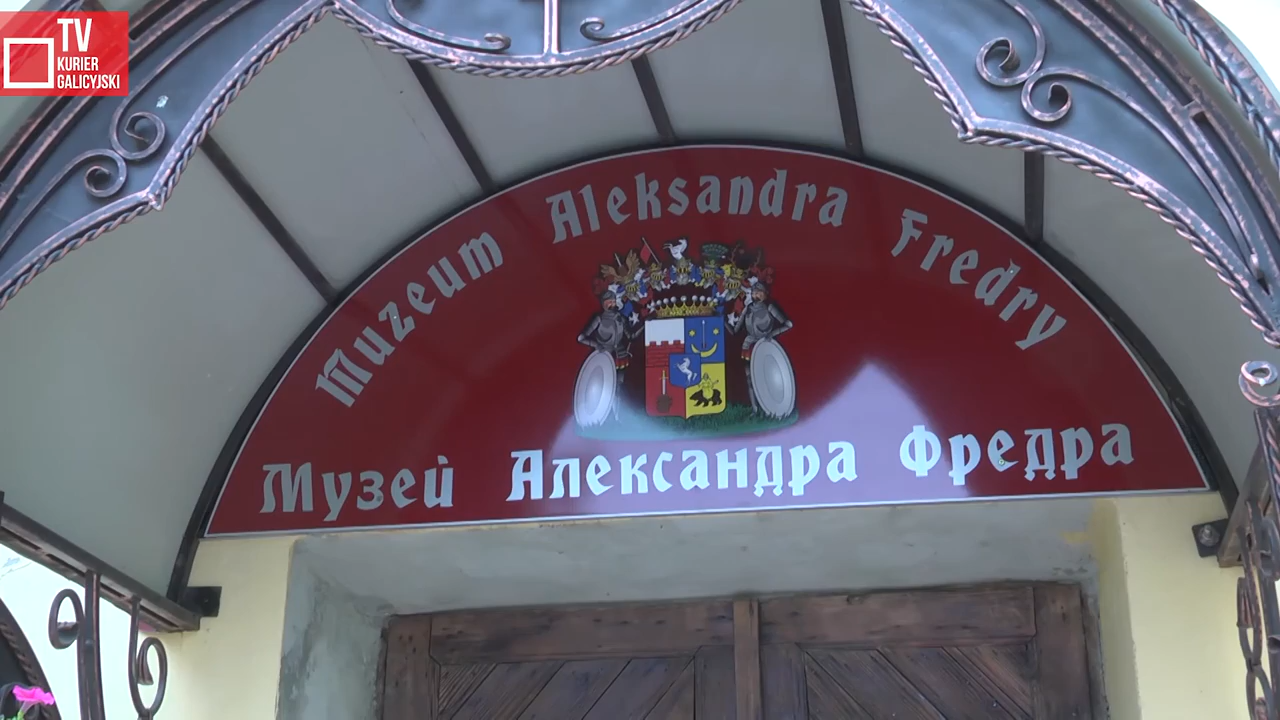 TV
KURIER
GALICYJSKI
Muzeum Aleksandra Fredry
Музей Александра Фредра